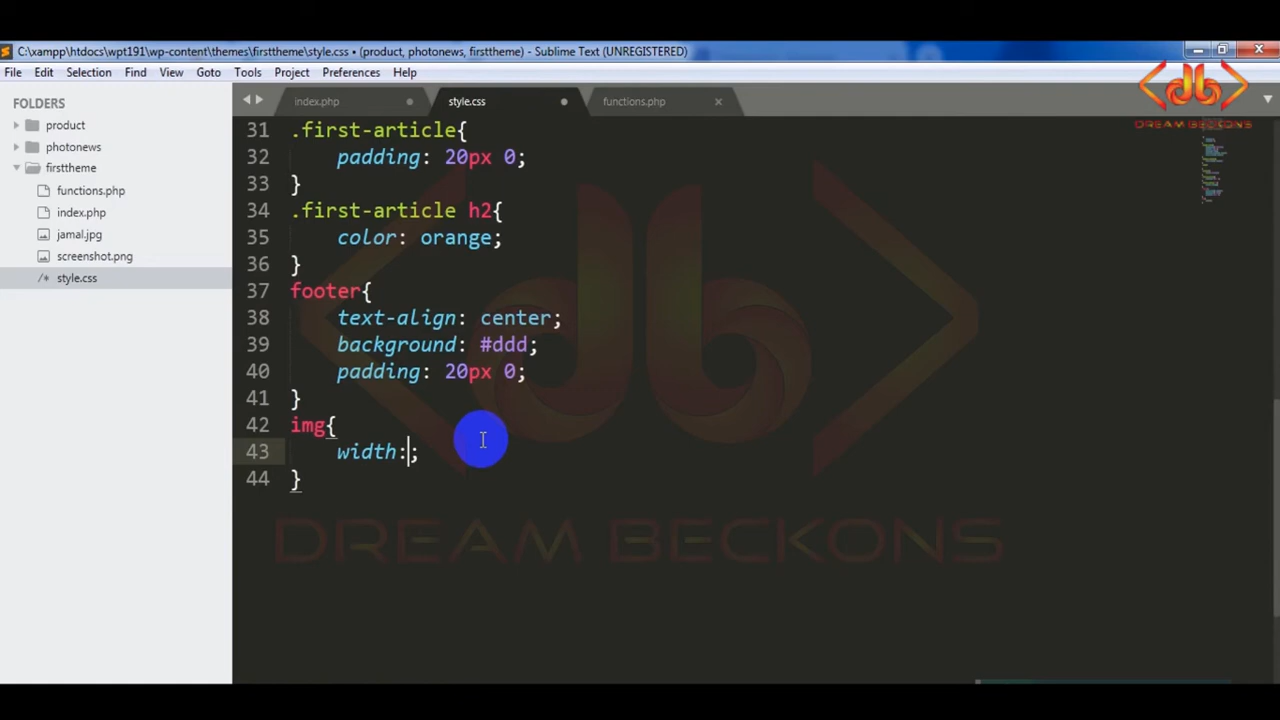 C:\xampp\htdocs\wpt191\wp-content\themes\firsttheme\style.css • (product, photonews, firsttheme) - Sublime Text (UNREGISTERED)
File Edit Selection Find View Goto Tools Project Preferences Help
FOLDERS
product
photonews
firsttheme
functions.php
index.php
jamal.jpg
screenshot.png
/* style.css
index.php
style.css
functions.php
db
DREAM BECKONS
31 .first-article{
32 padding: 20px 0;
33 }
34 .first-article h2{
35 color: orange;
36 }
37 footer{
38 text-align: center;
39 background: #ddd;
40 padding: 20px 0;
41 }
42 img{
43 width:;
44 }
DREAM BECKONS